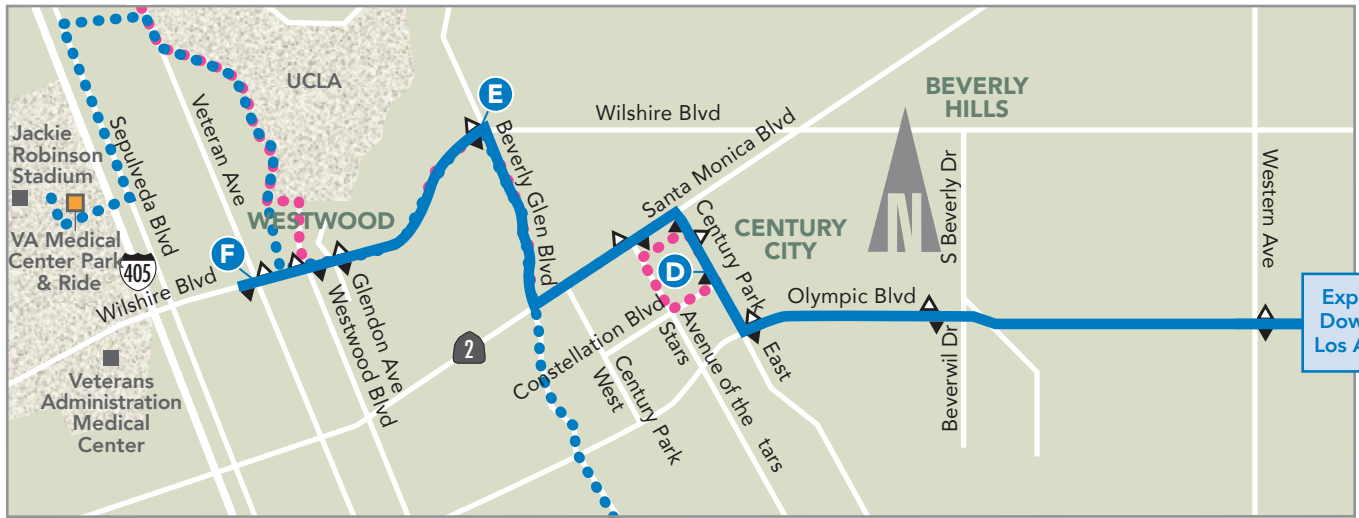 UCLA
E
BEVERLY
HILLS
Wilshire Blvd
Jackie
Robinson
Stadium
Sepulveda Blvd
Veteran Ave
Beverly Glen Blvd
Santa Monica Blvd
N
S Beverly Dr
Western Ave
WESTWOOD
Century Park
CENTURY
CITY
VA Medical
Center Park
& Ride
405
F
D
Wilshire Blvd
Glendon Ave
Westwood Blvd
Olympic Blvd
Exp
Dow
Los A
2
Constellation Blvd
Avenue of the tars
Stars
East
Beverwil Dr
Century Park
West
Veterans
Administration
Medical
Center